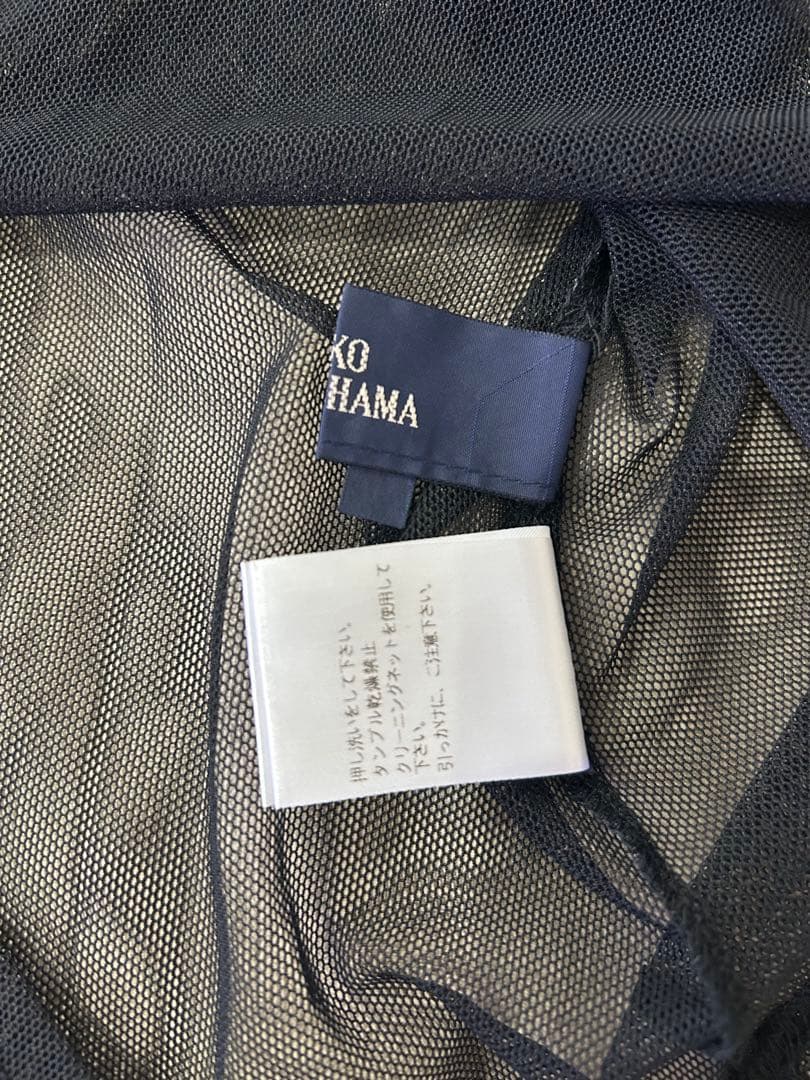 KO
HAMA
押し洗いをして下さい。
タンブル乾燥禁止
クリーニングネットを使用して
下さい。
引っかけに、ご注意下さい。